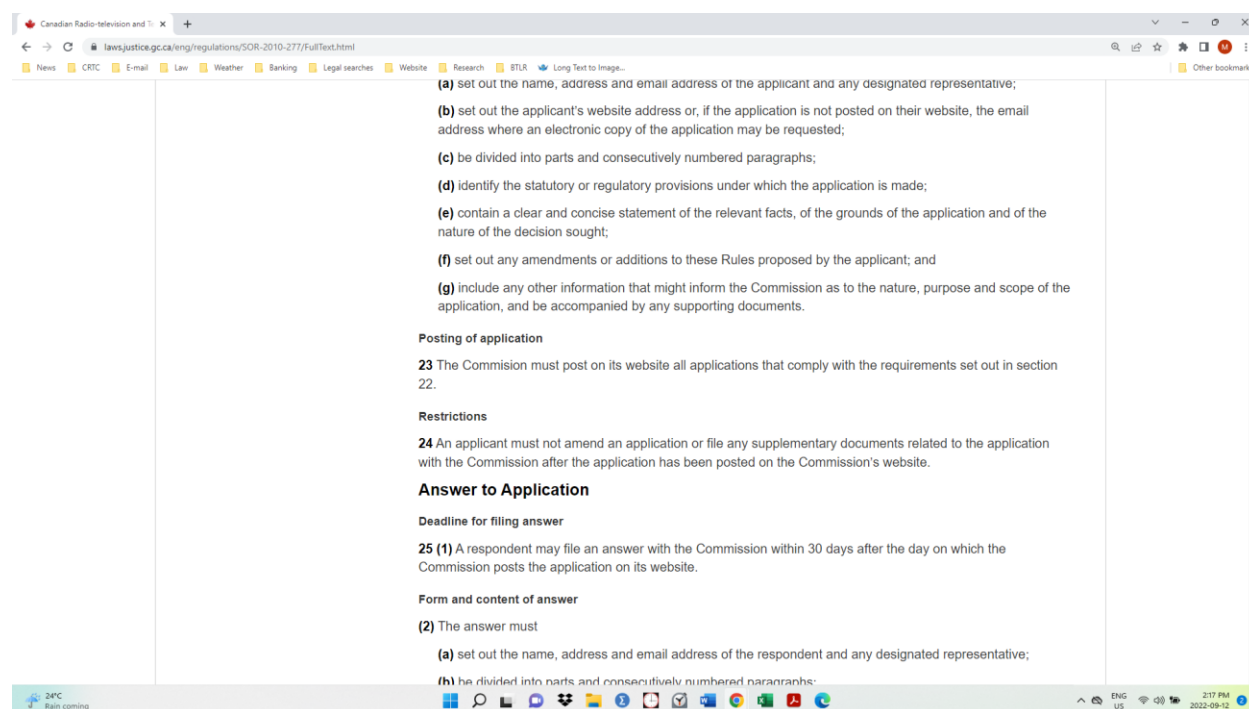 Canadian Radio-television and Te
laws.justice.gc.ca/eng/regulations/SOR-2010-277/FullText.html
M
News CRTC E-mail Law Weather Banking Legal searches Website Research BTLR Long Text to Image... Other bookmark
(a) set out the name, address and email address of the applicant and any designated representative;
(b) set out the applicant's website address or, if the application is not posted on their website, the email
address where an electronic copy of the application may be requested;
(c) be divided into parts and consecutively numbered paragraphs;
(d) identify the statutory or regulatory provisions under which the application is made;
(e) contain a clear and concise statement of the relevant facts, of the grounds of the application and of the
nature of the decision sought;
(f) set out any amendments or additions to these Rules proposed by the applicant; and
(g) include any other information that might inform the Commission as to the nature, purpose and scope of the
application, and be accompanied by any supporting documents.
Posting of application
23 The Commision must post on its website all applications that comply with the requirements set out in section
22.
Restrictions
24 An applicant must not amend an application or file any supplementary documents related to the application
with the Commission after the application has been posted on the Commission's website.
Answer to Application
Deadline for filing answer
25 (1) A respondent may file an answer with the Commission within 30 days after the day on which the
Commission posts the application on its website.
Form and content of answer
(2) The answer must
(a) set out the name, address and email address of the respondent and any designated representative;
(b) be divided into parts and consecutively numbered paragraphs;
24°C
Rain coming
ENG
US
2:17 PM
2022-09-12
2